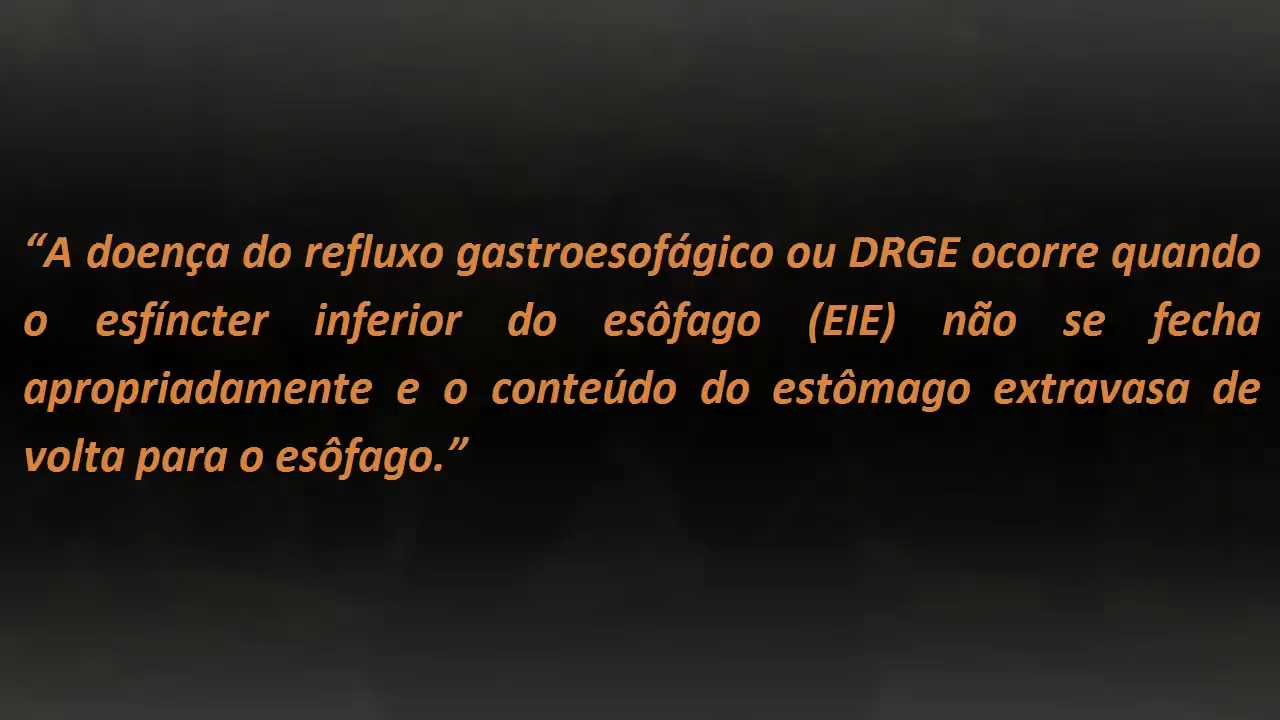 “A doença do refluxo gastroesofágico ou DRGE ocorre quando
o esfíncter inferior do esôfago (EIE) não se fecha
apropriadamente e o conteúdo do estômago extravasa de
volta para o esôfago.”